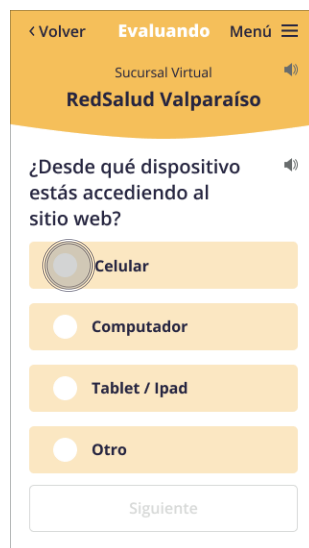 < Volver Evaluando Menú
Sucursal Virtual
RedSalud Valparaíso
¿Desde qué dispositivo
estás accediendo al
sitio web?
Celular
Computador
Tablet / Ipad
Otro
Siguiente